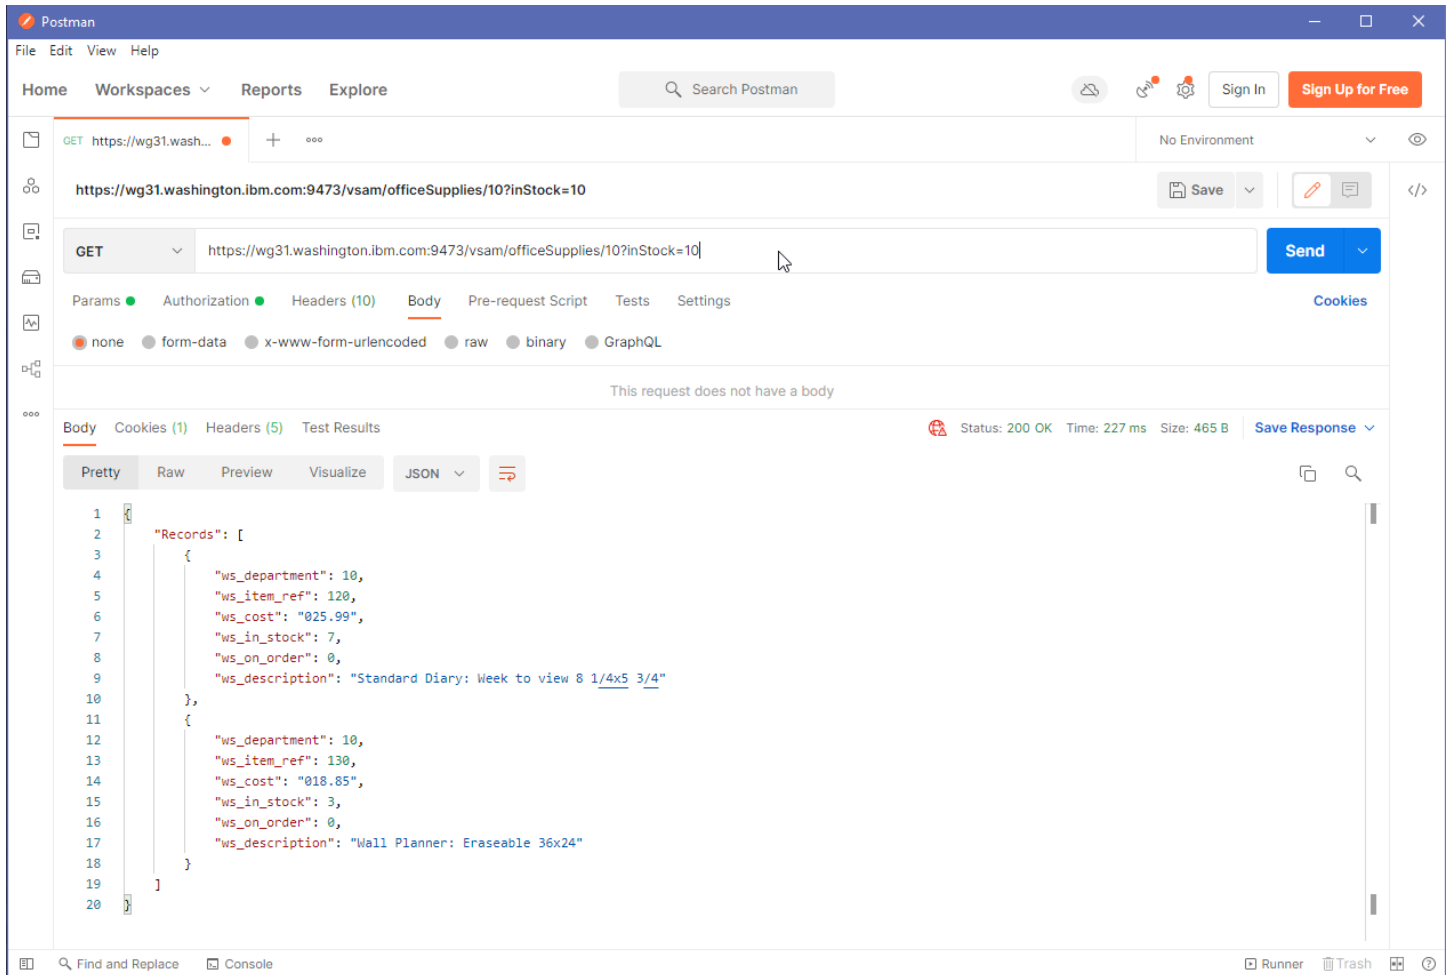 Postman
File Edit View Help
Home Workspaces Reports Explore Search Postman Sign In Sign Up for Free
GET https://wg31.wash... No Environment
https://wg31.washington.ibm.com:9473/vsam/officeSupplies/10?inStock=10 Save
GET https://wg31.washington.ibm.com:9473/vsam/officeSupplies/10?inStock=10 Send
Params Authorization Headers (10) Body Pre-request Script Tests Settings Cookies
none form-data x-www-form-urlencoded raw binary GraphQL
This request does not have a body
Body Cookies (1) Headers (5) Test Results Status: 200 OK Time: 227 ms Size: 465 B Save Response
Pretty Raw Preview Visualize JSON
1 {
2 "Records": [
3 {
4 "ws_department": 10,
5 "ws_item_ref": 120,
6 "ws_cost": "025.99",
7 "ws_in_stock": 7,
8 "ws_on_order": 0,
9 "ws_description": "Standard Diary: Week to view 8 1/4x5 3/4"
10 },
11 {
12 "ws_department": 10,
13 "ws_item_ref": 130,
14 "ws_cost": "018.85",
15 "ws_in_stock": 3,
16 "ws_on_order": 0,
17 "ws_description": "Wall Planner: Eraseable 36x24"
18 }
19 ]
20 }
Find and Replace Console Runner Trash